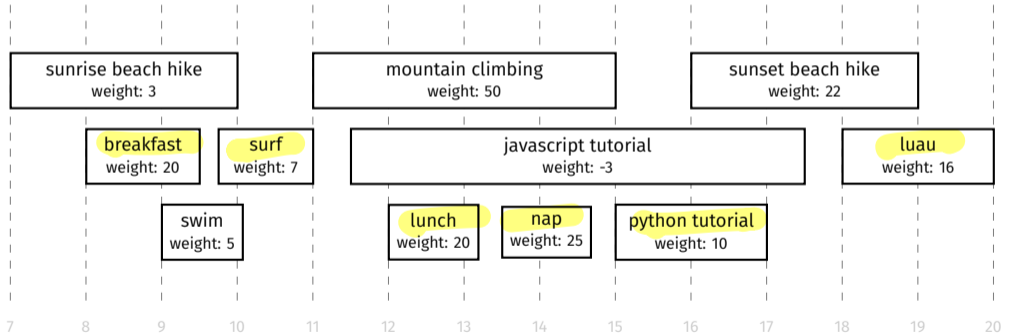 sunrise beach hike
weight: 3
mountain climbing
weight: 50
sunset beach hike
weight: 22
breakfast
weight: 20
surf
weight: 7
javascript tutorial
weight: -3
luau
weight: 16
swim
weight: 5
lunch
weight: 20
nap
weight: 25
python tutorial
weight: 10
7 8 9 10 11 12 13 14 15 16 17 18 19 20